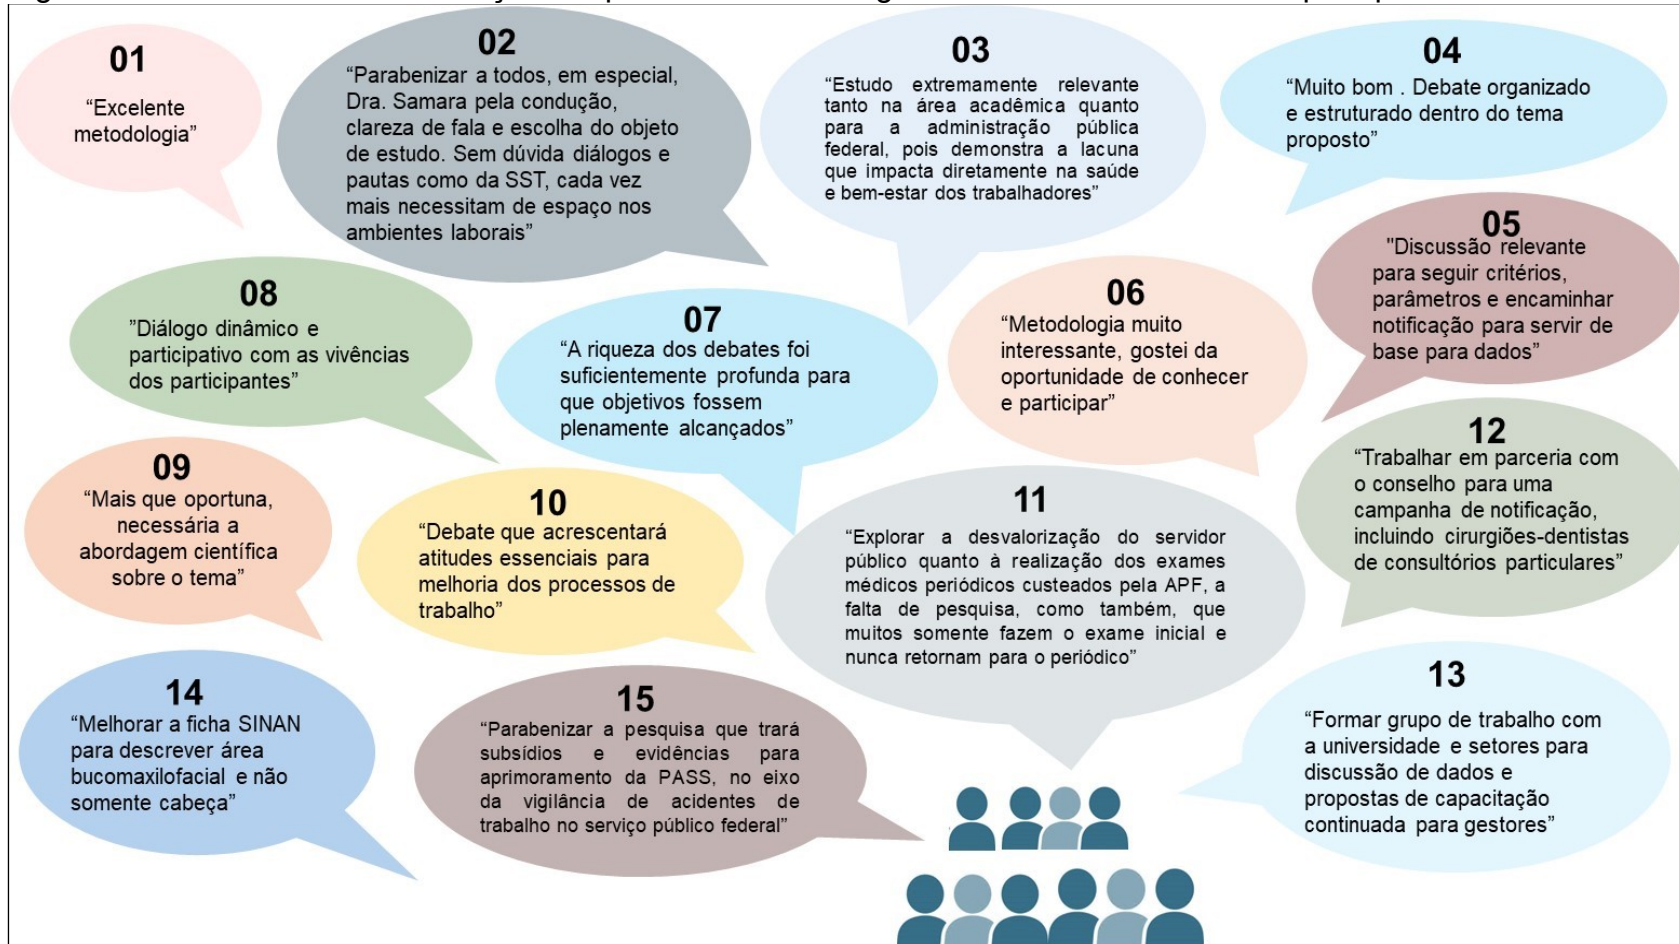 01
“Excelente
metodologia”
02
“Parabenizar a todos, em especial,
Dra. Samara pela condução,
clareza de fala e escolha do objeto
de estudo. Sem dúvida diálogos e
pautas como da SST, cada vez
mais necessitam de espaço nos
ambientes laborais”
03
“Estudo extremamente relevante
tanto na área acadêmica quanto
para a administração pública
federal, pois demonstra a lacuna
que impacta diretamente na saúde
e bem-estar dos trabalhadores”
04
“Muito bom . Debate organizado
e estruturado dentro do tema
proposto”
05
"Discussão relevante
para seguir critérios,
parâmetros e encaminhar
notificação para servir de
base para dados”
06
“Metodologia muito
interessante, gostei da
oportunidade de conhecer
e participar”
07
“A riqueza dos debates foi
suficientemente profunda para
que objetivos fossem
plenamente alcançados”
08
”Diálogo dinâmico e
participativo com as vivências
dos participantes”
09
“Mais que oportuna,
necessária a
abordagem científica
sobre o tema”
10
“Debate que acrescentará
atitudes essenciais para
melhoria dos processos de
trabalho”
11
“Explorar a desvalorização do servidor
público quanto à realização dos exames
médicos periódicos custeados pela APF, a
falta de pesquisa, como também, que
muitos somente fazem o exame inicial e
nunca retornam para o periódico”
12
“Trabalhar em parceria com
o conselho para uma
campanha de notificação,
incluindo cirurgiões-dentistas
de consultórios particulares”
13
“Formar grupo de trabalho com
a universidade e setores para
discussão de dados e
propostas de capacitação
continuada para gestores”
14
“Melhorar a ficha SINAN
para descrever área
bucomaxilofacial e não
somente cabeça”
15
“Parabenizar a pesquisa que trará
subsídios e evidências para
aprimoramento da PASS, no eixo
da vigilância de acidentes de
trabalho no serviço público federal”